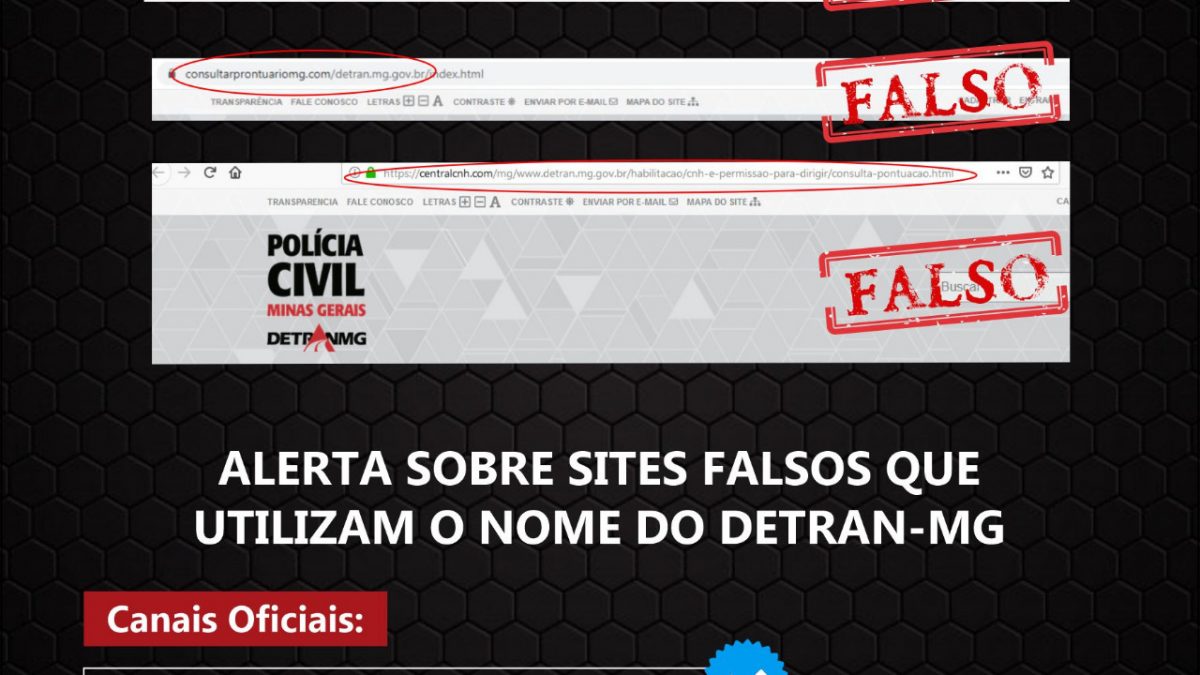 consultarprontuariomg.com/detran.mg.gov.br/index.html
FALSO
TRANSPARÊNCIA FALE CONOSCO LETRAS A CONTRASTE ENVIAR POR E-MAIL MAPA DO SITE
https://centralcnh.com/mg/www.detran.mg.gov.br/habilitacao/cnh-e-permissao-para-dirigir/consulta-pontuacao.html
TRANSPARENCIA FALE CONOSCO LETRAS A CONTRASTE ENVIAR POR E-MAIL MAPA DO SITE CA
POLÍCIA
CIVIL
MINAS GERAIS
DETRANMG
Buscar
FALSO
ALERTA SOBRE SITES FALSOS QUE
UTILIZAM O NOME DO DETRAN-MG
Canais Oficiais: